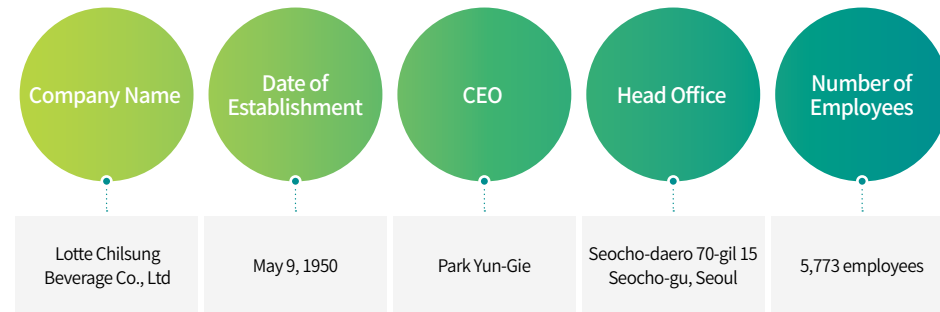 Company Name
Date of
Establishment
CEO
Head Office
Number of
Employees
Lotte Chilsung
Beverage Co., Ltd
May 9, 1950
Park Yun-Gie
Seocho-daero 70-gil 15
Seocho-gu, Seoul
5,773 employees